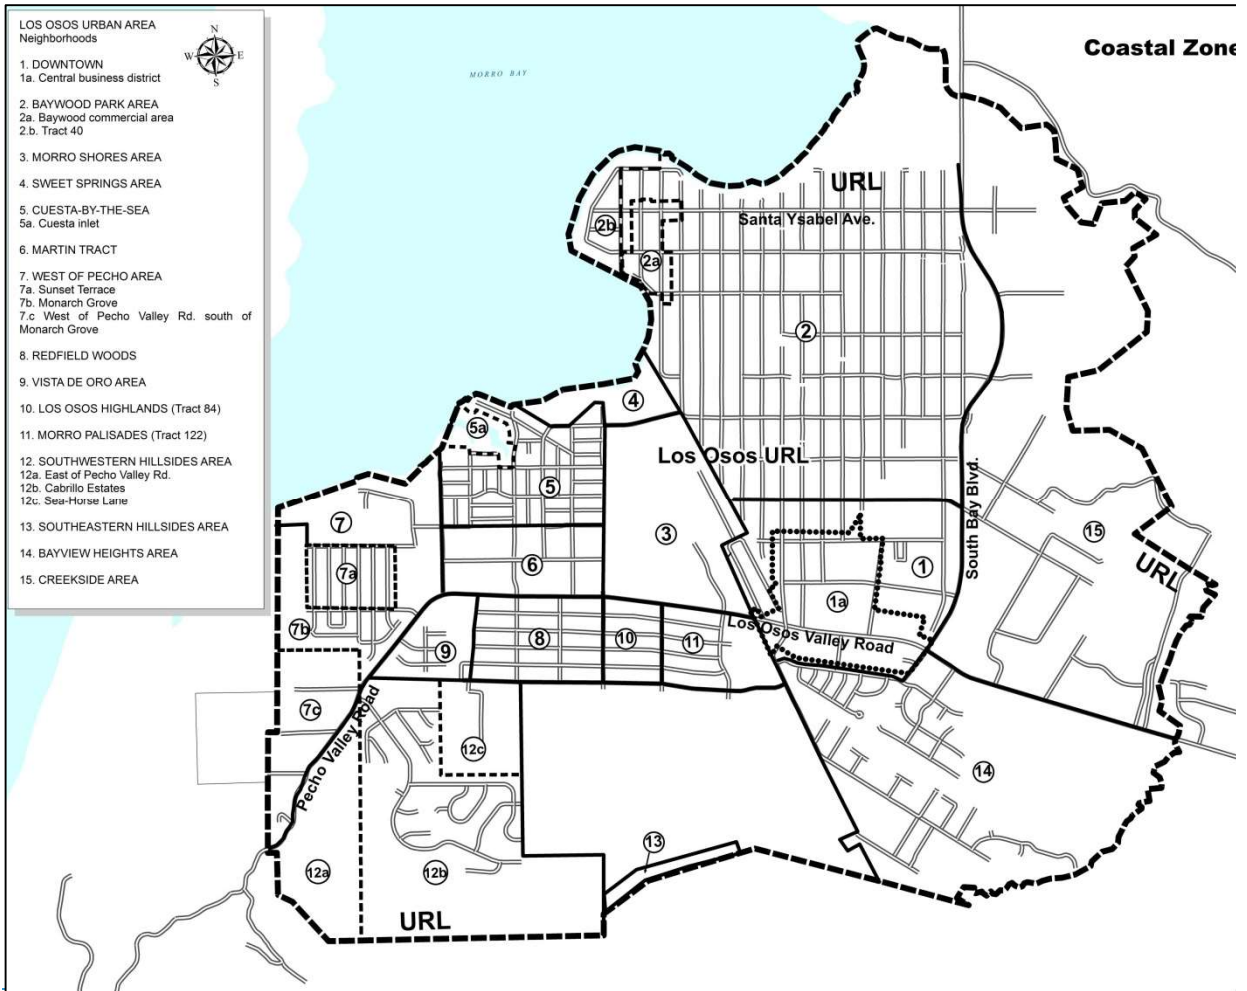 LOS OSOS URBAN AREA
Neighborhoods
N
W
E
S
1. DOWNTOWN
1a. Central business district
2. BAYWOOD PARK AREA
2a. Baywood commercial area
2.b. Tract 40
3. MORRO SHORES AREA
4. SWEET SPRINGS AREA
5. CUESTA-BY-THE-SEA
5a. Cuesta inlet
6. MARTIN TRACT
7. WEST OF PECHO AREA
7a. Sunset Terrace
7b. Monarch Grove
7.c West of Pecho Valley Rd. south of
Monarch Grove
8. REDFIELD WOODS
9. VISTA DE ORO AREA
10. LOS OSOS HIGHLANDS (Tract 84)
11. MORRO PALISADES (Tract 122)
12. SOUTHWESTERN HILLSIDES AREA
12a. East of Pecho Valley Rd.
12b. Cabrillo Estates
12c. Sea-Horse Lane
13. SOUTHEASTERN HILLSIDES AREA
14. BAYVIEW HEIGHTS AREA
15. CREEKSIDE AREA
Coastal Zone
MORRO BAY
URL
Santa Ysabel Ave.
2b
2a
2
4
5a
Los Osos URL
5
South Bay Blvd.
7
3
15
6
1
URL
7a
1a
7b
Los Osos Valley Road
8
10
11
9
7c
Pecho Valley Road
12c
14
13
12a
12b
URL